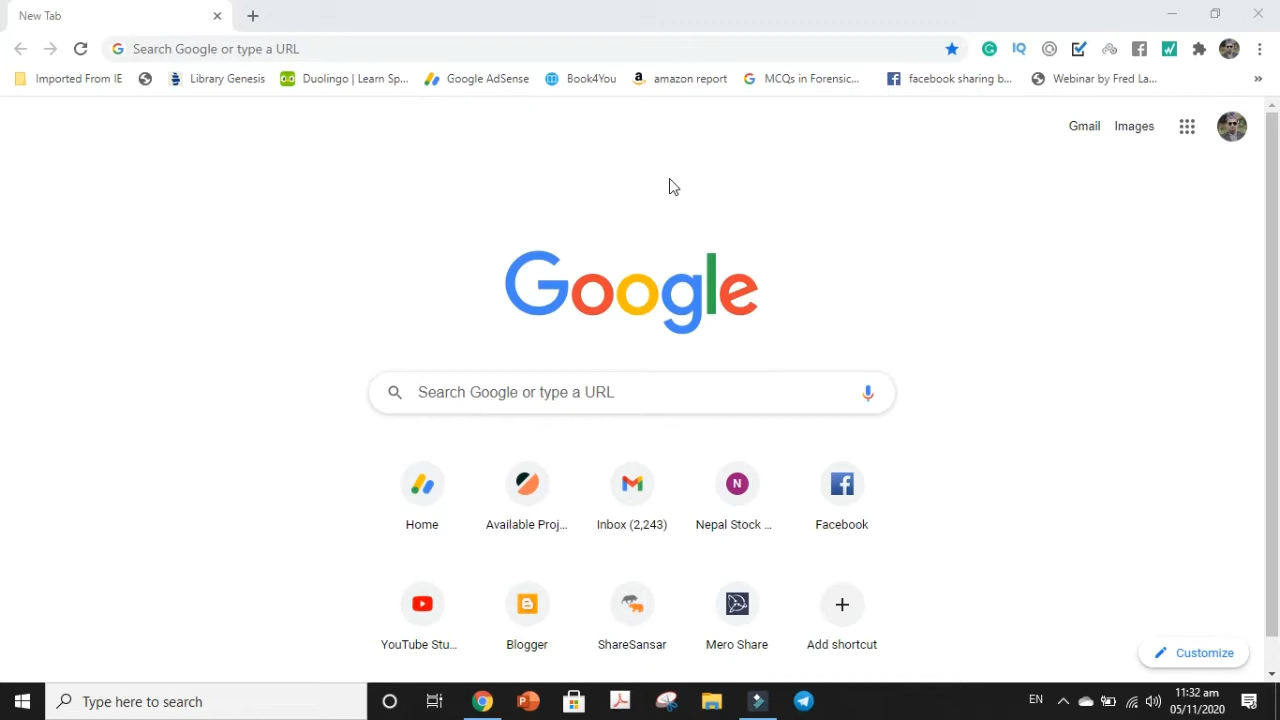 New Tab
Search Google or type a URL
Imported From IE
Library Genesis
Duolingo | Learn Sp...
Google AdSense
Book4You
amazon report
MCQs in Forensic...
facebook sharing b...
Webinar by Fred La...
»
Gmail
Images
Google
Search Google or type a URL
N
Home
Available Proj...
Inbox (2,243)
Nepal Stock ...
Facebook
YouTube Stu...
Blogger
ShareSansar
Mero Share
Add shortcut
Customize
Type here to search
EN
11:32 am
05/11/2020